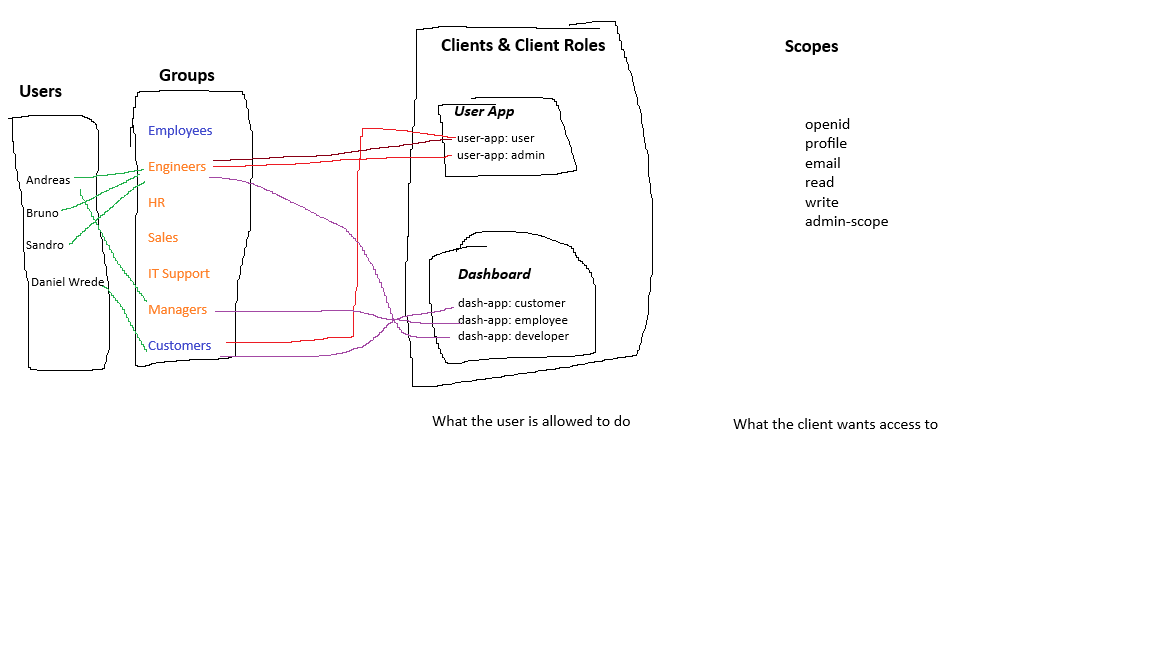 Users
Andreas
Bruno
Sandro
Daniel Wrede
Groups
Employees
Engineers
HR
Sales
IT Support
Managers
Customers
Clients & Client Roles
User App
user-app: user
user-app: admin
Dashboard
dash-app: customer
dash-app: employee
dash-app: developer
What the user is allowed to do
Scopes
openid
profile
email
read
write
admin-scope
What the client wants access to